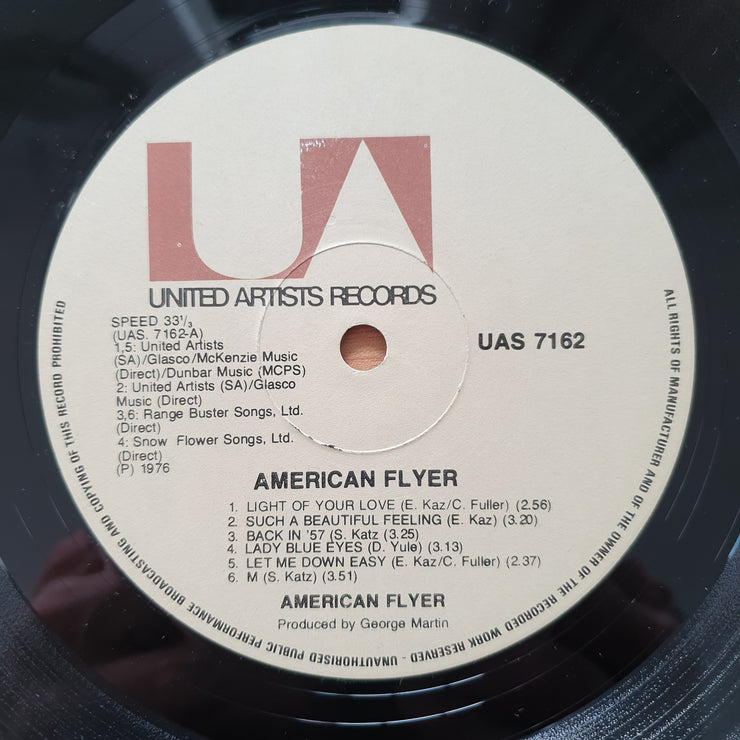 UA
UNITED ARTISTS RECORDS
SPEED 33 1/3
(UAS. 7162-A)
1,5: United Artists
(SA)/Glasco/McKenzie Music
(Direct)/Dunbar Music (MCPS)
2: United Artists (SA)/Glasco
Music (Direct)
3,6: Range Buster Songs, Ltd.
(Direct)
4: Snow Flower Songs, Ltd.
(Direct)
(P) 1976
UAS 7162
AMERICAN FLYER
1. LIGHT OF YOUR LOVE (E. Kaz/C. Fuller) (2.56)
2. SUCH A BEAUTIFUL FEELING (E. Kaz) (3.20)
3. BACK IN '57 (S. Katz (3.25)
4. LADY BLUE EYES (D. Yule) (3.13)
5. LET ME DOWN EASY (E. Kaz/C. Fuller) (2.37)
6. M (S. Katz) (3.51)
AMERICAN FLYER
Produced by George Martin
ALL RIGHTS OF MANUFACTURER AND OF THE OWNER OF THE RECORDED WORK RESERVED - UNAUTHORISED PUBLIC PERFORMANCE BROADCASTING AND COPYING OF THIS RECORD PROHIBITED